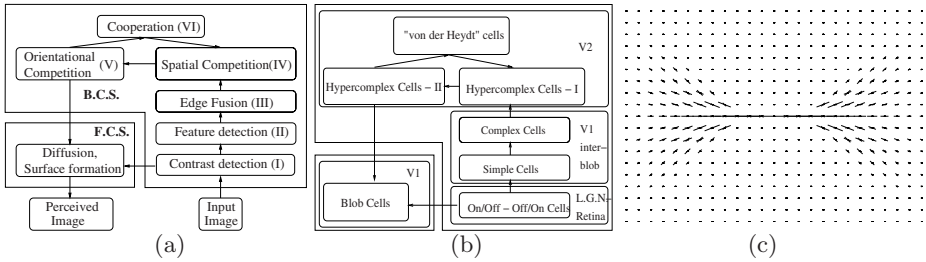 Cooperation (VI)
Orientational
Competition
(V)
Spatial Competition(IV)
B.C.S.
Edge Fusion (III)
F.C.S.
Feature detection (II)
Diffusion,
Surface formation
Contrast detection (I)
Perceived
Image
Input
Image
(a)
"von der Heydt" cells
V2
Hypercomplex Cells – II
Hypercomplex Cells – I
Complex Cells
V1
inter–
blob
Simple Cells
V1
Blob Cells
On/Off – Off/On Cells
L.G.N–
Retina
(b)
(c)